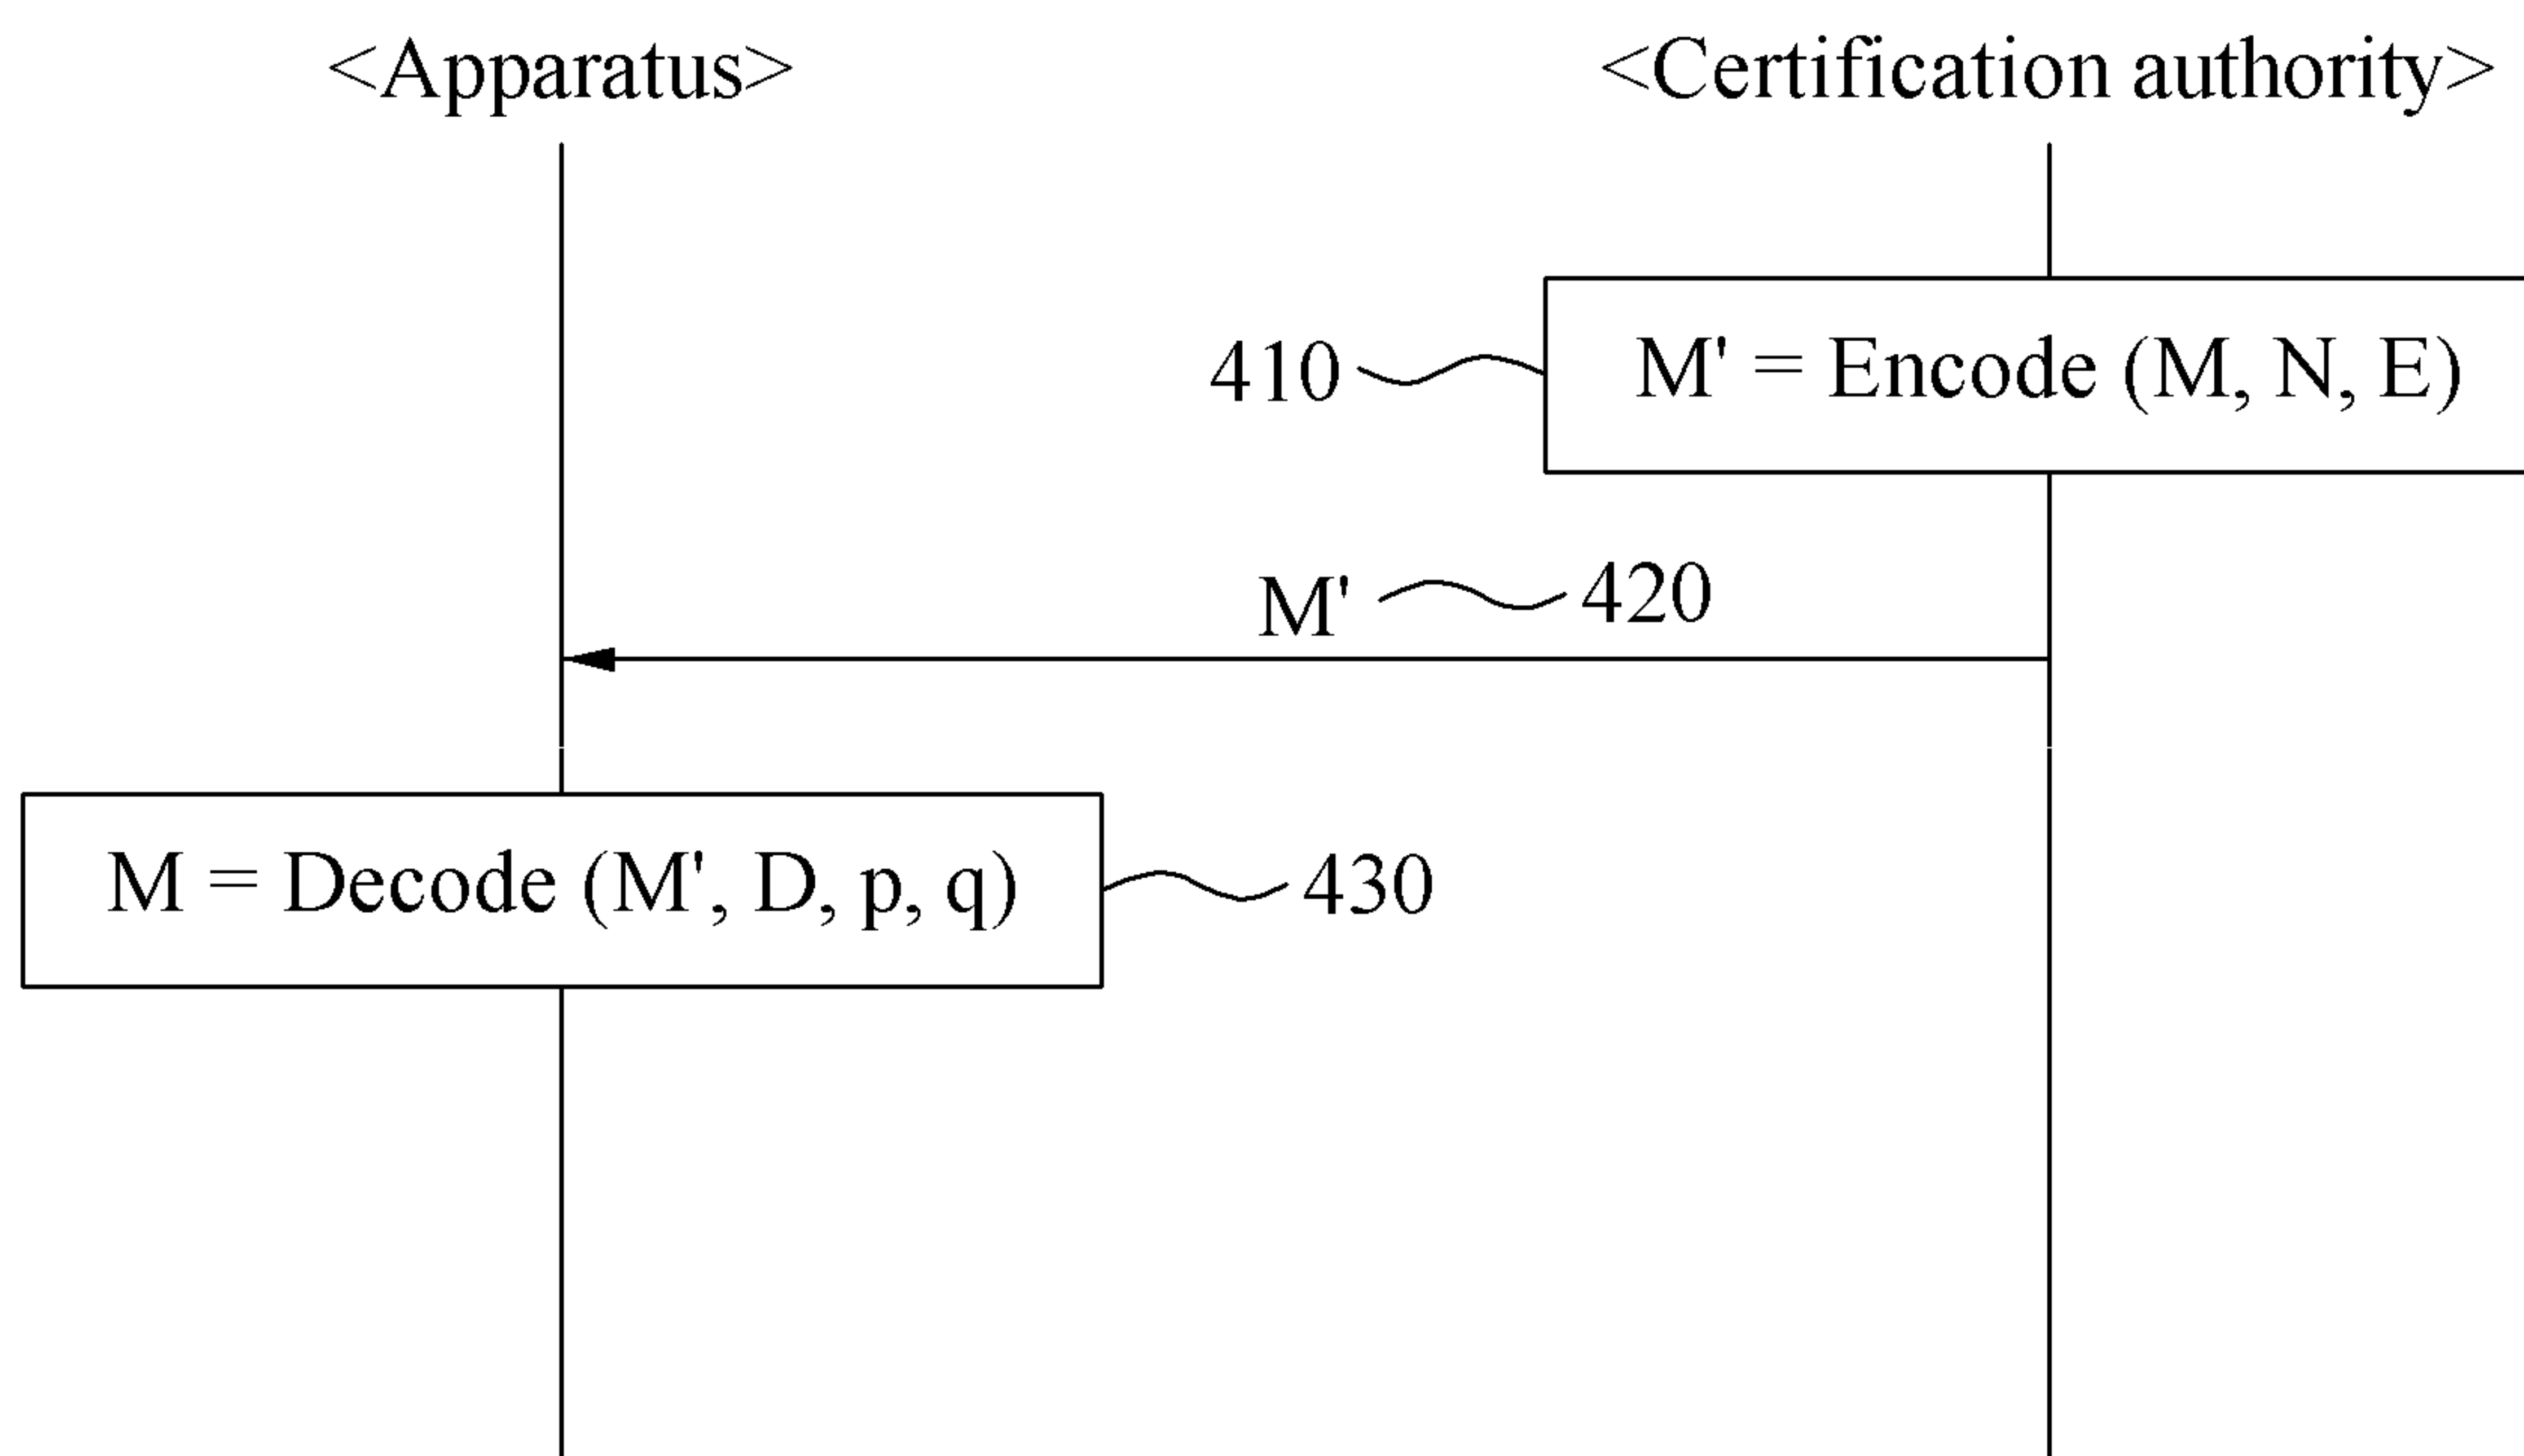 <Apparatus>
<Certification authority>
410
M' = Encode (M, N, E)
M'
420
M = Decode (M', D, p, q)
430